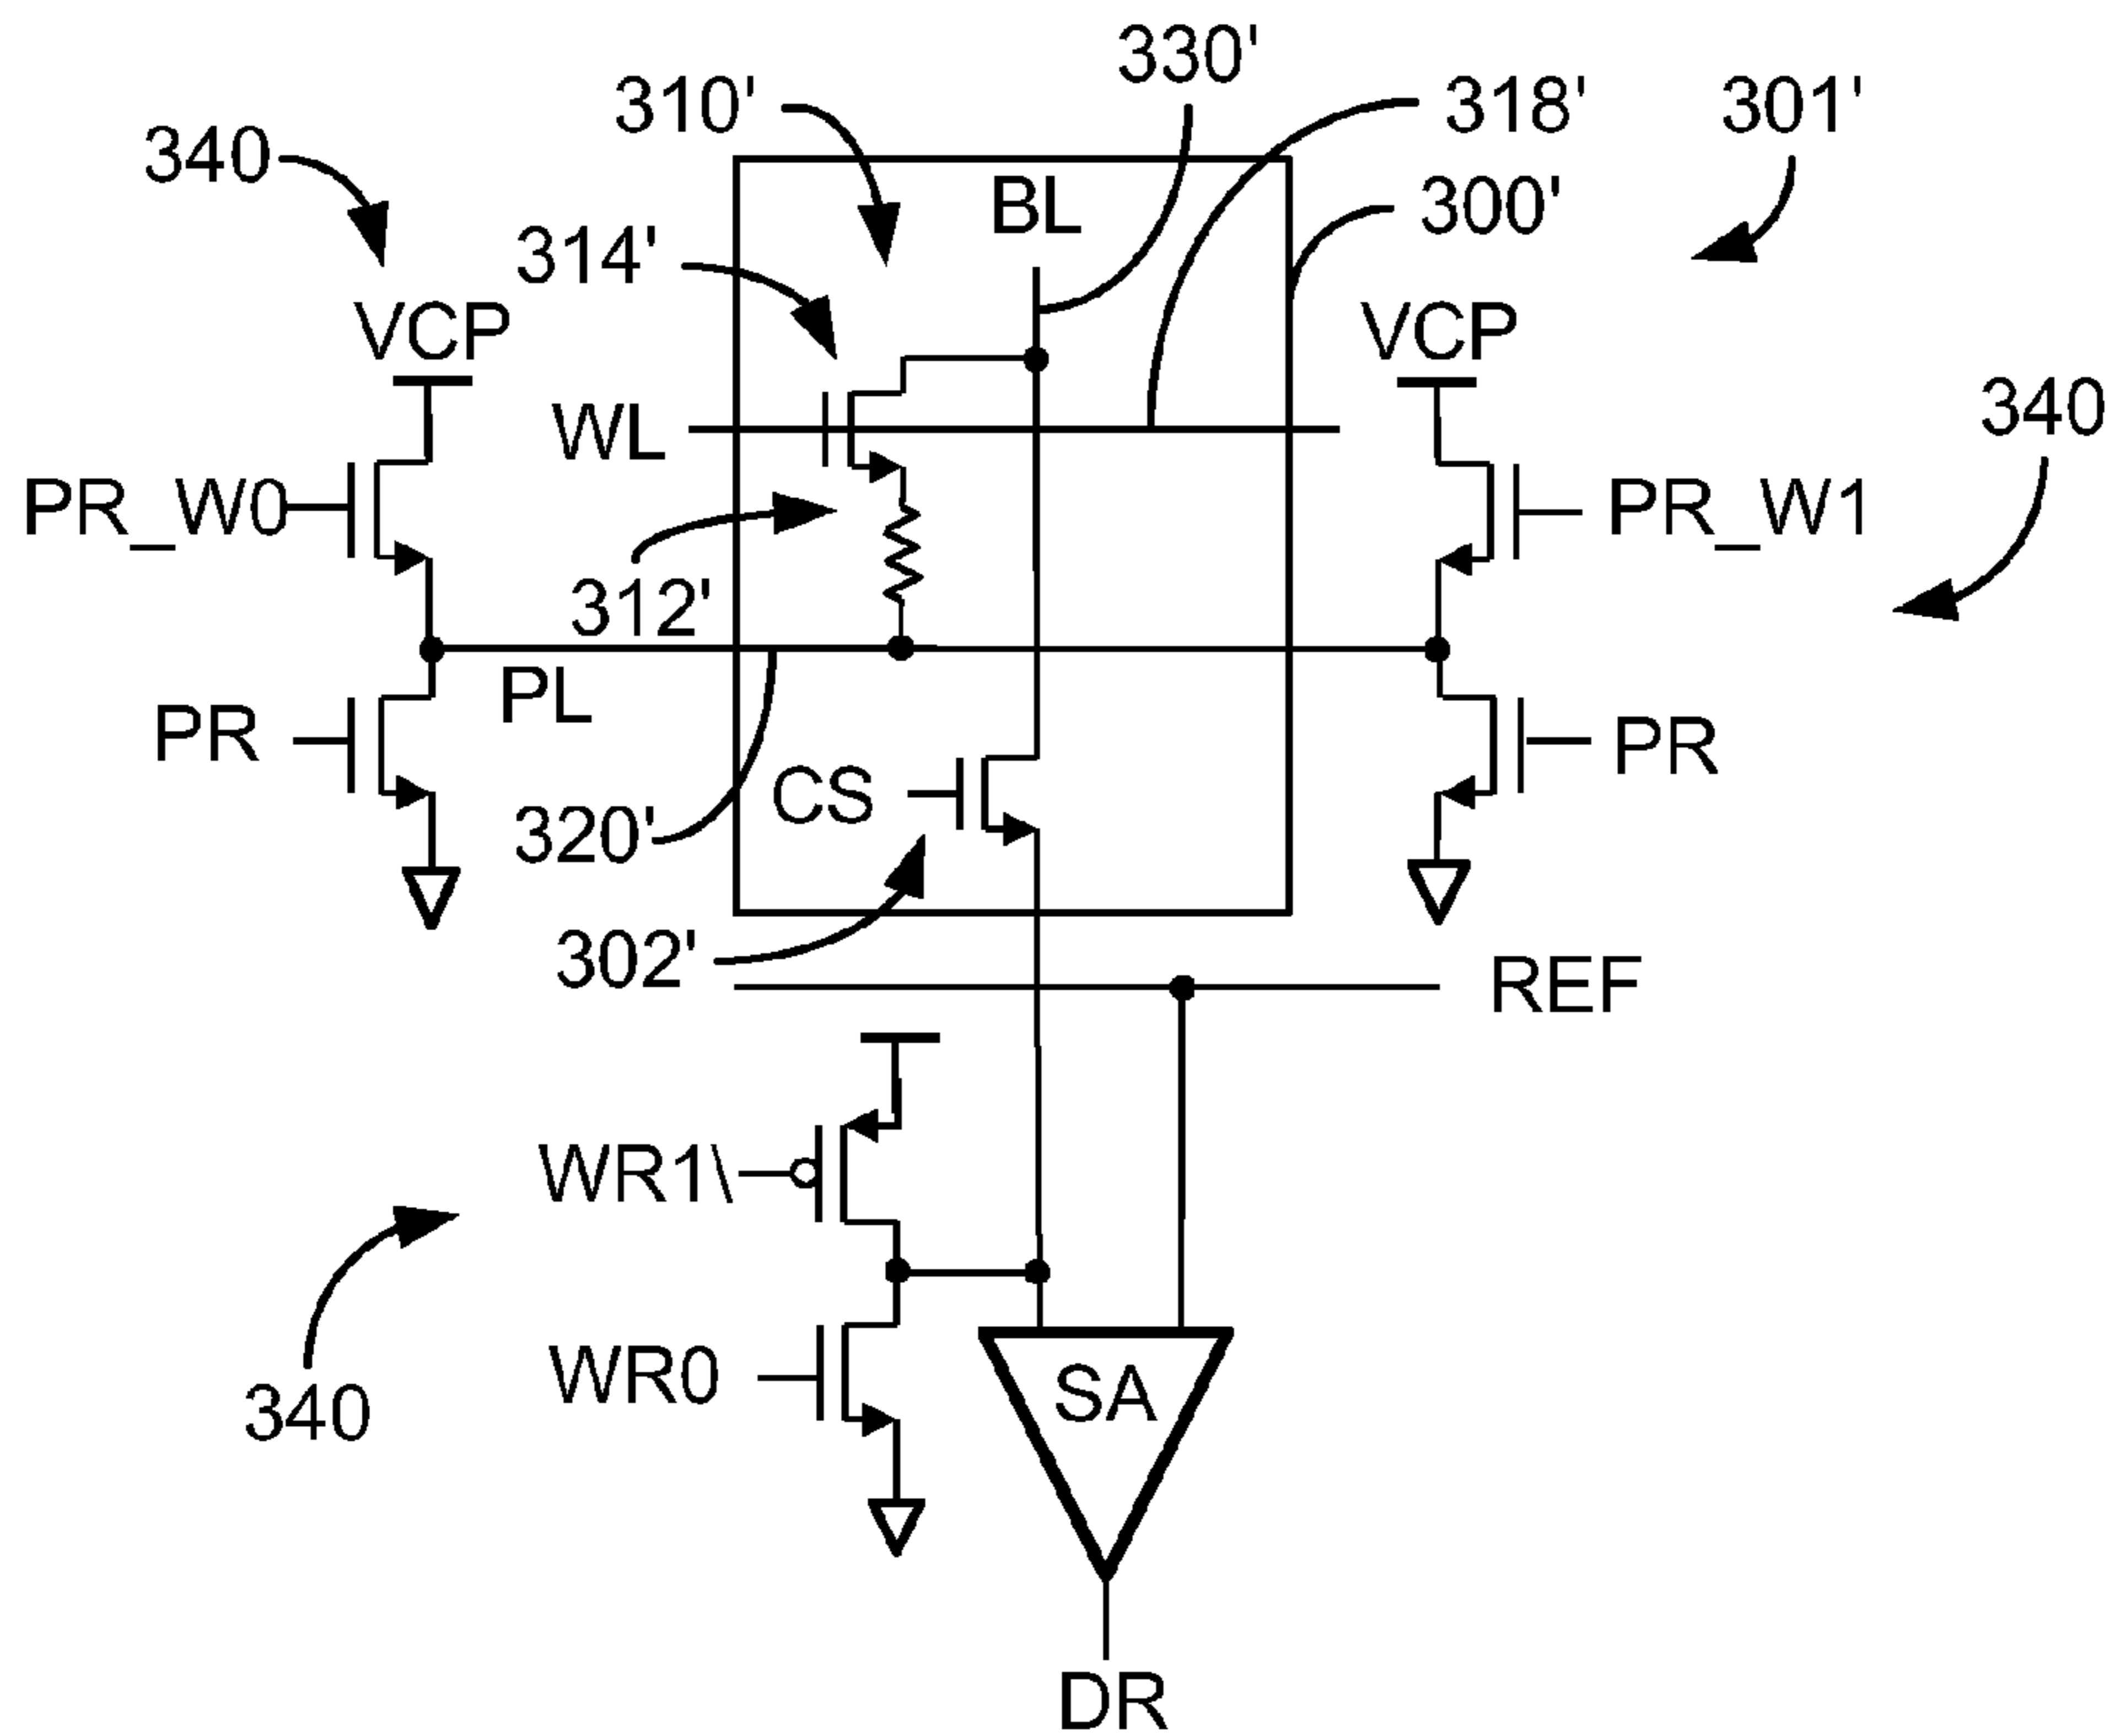 330'
310'
318'
301'
340
BL
300'
314'
VCP
VCP
340
WL
PR_W0
PR_W1
312'
PL
PR
PR
CS
320'
302'
REF
WR1\
WR0
SA
340
DR